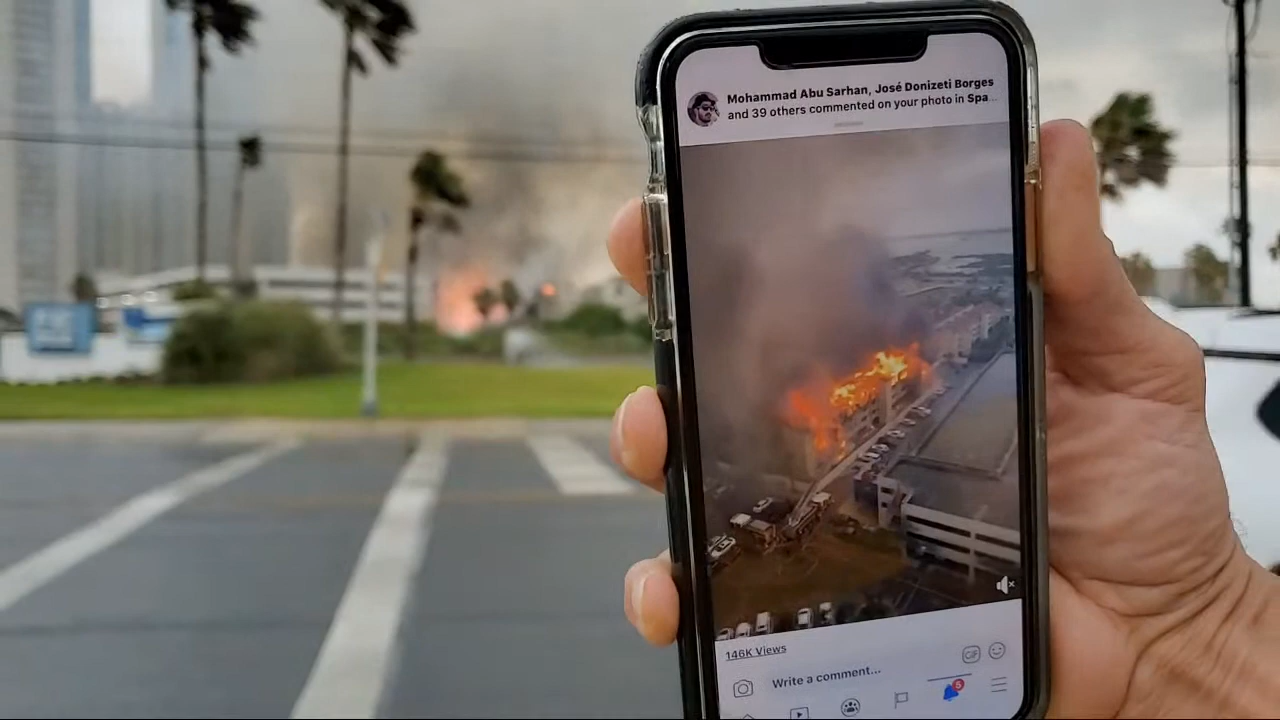 Mohammad Abu Sarhan, José Donizeti Borges
and 39 others commented on your photo in Spa...
146K Views
Write a comment...
GIF
5